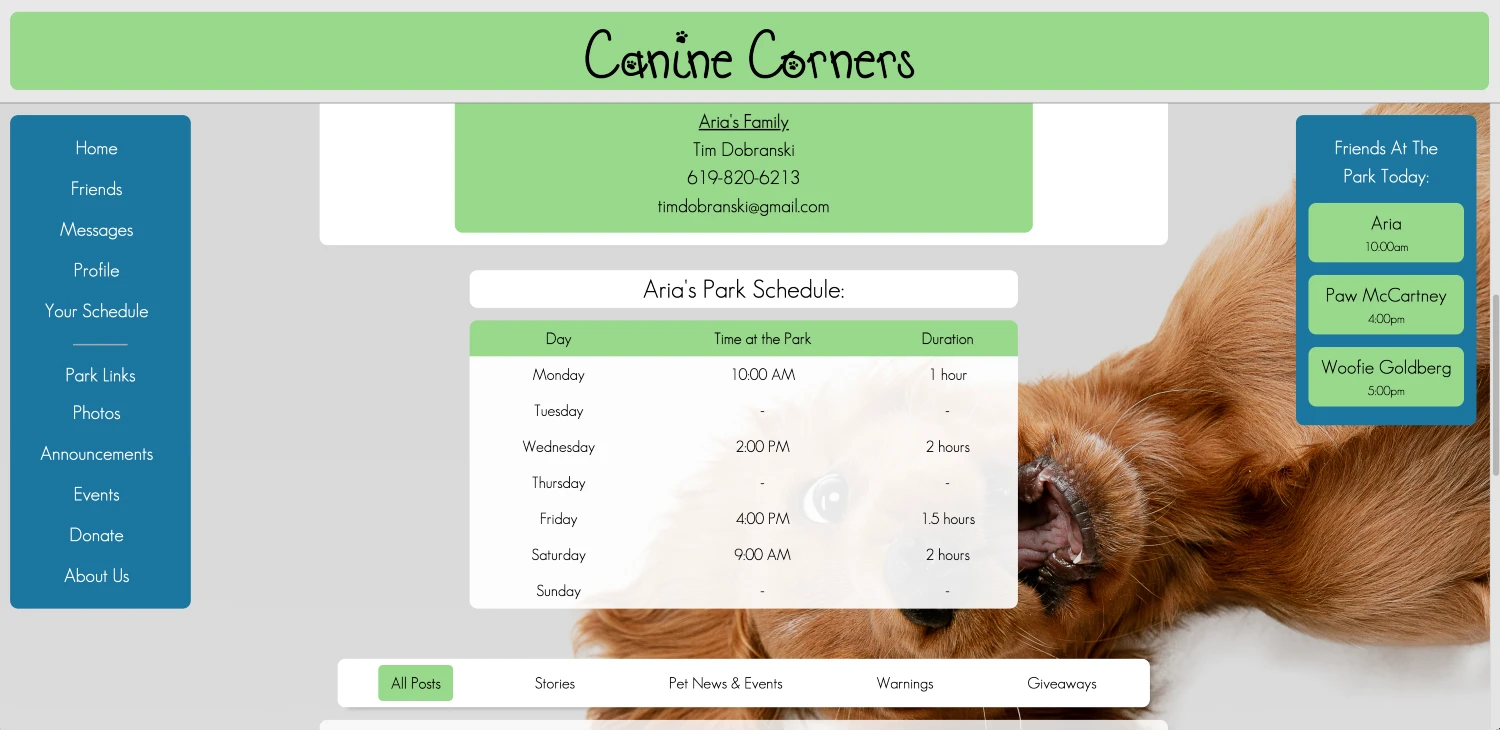 Canine Corners
Home
Friends
Messages
Profile
Your Schedule
Park Links
Photos
Announcements
Events
Donate
About Us
Aria's Family
Tim Dobranski
619-820-6213
timdobranski@gmail.com
Aria's Park Schedule:
Day Time at the Park Duration
Monday 10:00 AM 1 hour
Tuesday - -
Wednesday 2:00 PM 2 hours
Thursday - -
Friday 4:00 PM 1.5 hours
Saturday 9:00 AM 2 hours
Sunday - -
All Posts Stories Pet News & Events Warnings Giveaways
Friends At The
Park Today:
Aria
10:00am
Paw McCartney
4:00pm
Woofie Goldberg
5:00pm